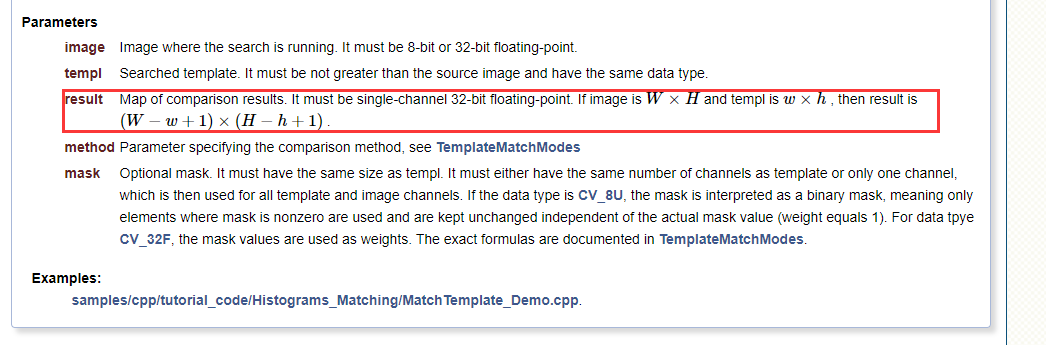 Parameters
image Image where the search is running. It must be 8-bit or 32-bit floating-point.
templ Searched template. It must be not greater than the source image and have the same data type.
result Map of comparison results. It must be single-channel 32-bit floating-point. If image is W × H and templ is w × h , then result is
(W − w + 1) × (H − h + 1) .
method Parameter specifying the comparison method, see TemplateMatchModes
mask Optional mask. It must have the same size as templ. It must either have the same number of channels as template or only one channel,
which is then used for all template and image channels. If the data type is CV_8U, the mask is interpreted as a binary mask, meaning only
elements where mask is nonzero are used and are kept unchanged independent of the actual mask value (weight equals 1). For data tpye
CV_32F, the mask values are used as weights. The exact formulas are documented in TemplateMatchModes.
Examples:
samples/cpp/tutorial_code/Histograms_Matching/MatchTemplate_Demo.cpp.